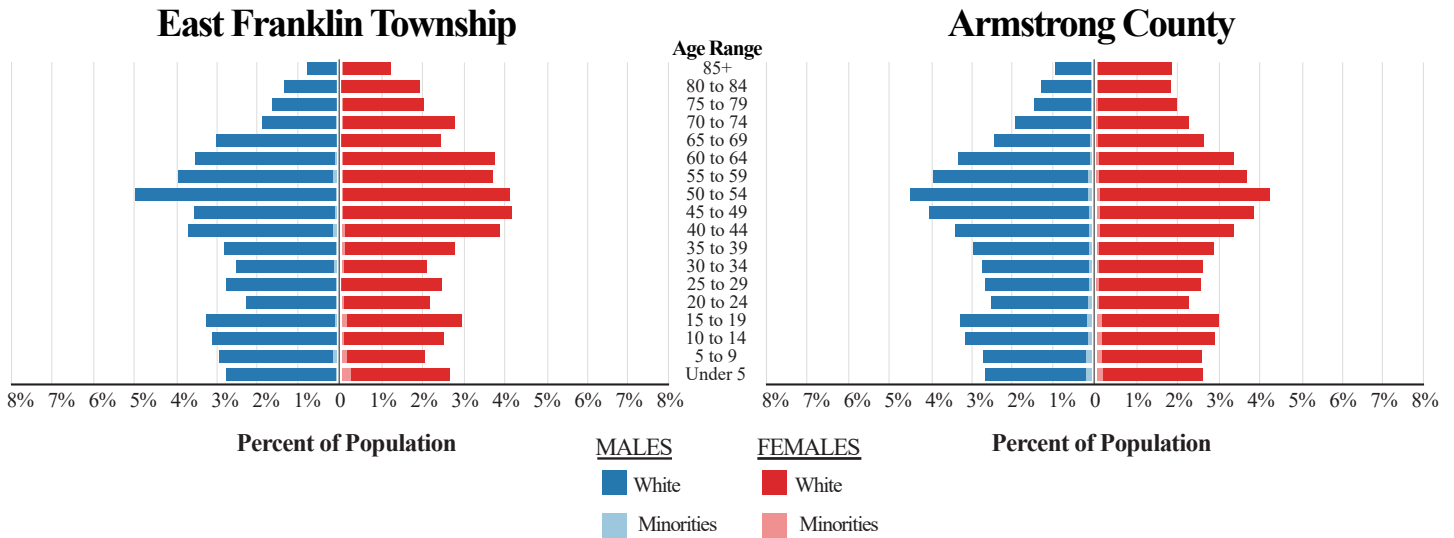 East Franklin Township
Armstrong County
Age Range
85+
80 to 84
75 to 79
70 to 74
65 to 69
60 to 64
55 to 59
50 to 54
45 to 49
40 to 44
35 to 39
30 to 34
25 to 29
20 to 24
15 to 19
10 to 14
5 to 9
Under 5
8% 7% 6% 5% 4% 3% 2% 1% 0 1% 2% 3% 4% 5% 6% 7% 8%
8% 7% 6% 5% 4% 3% 2% 1% 0 1% 2% 3% 4% 5% 6% 7% 8%
Percent of Population
Percent of Population
MALES
White
Minorities
FEMALES
White
Minorities